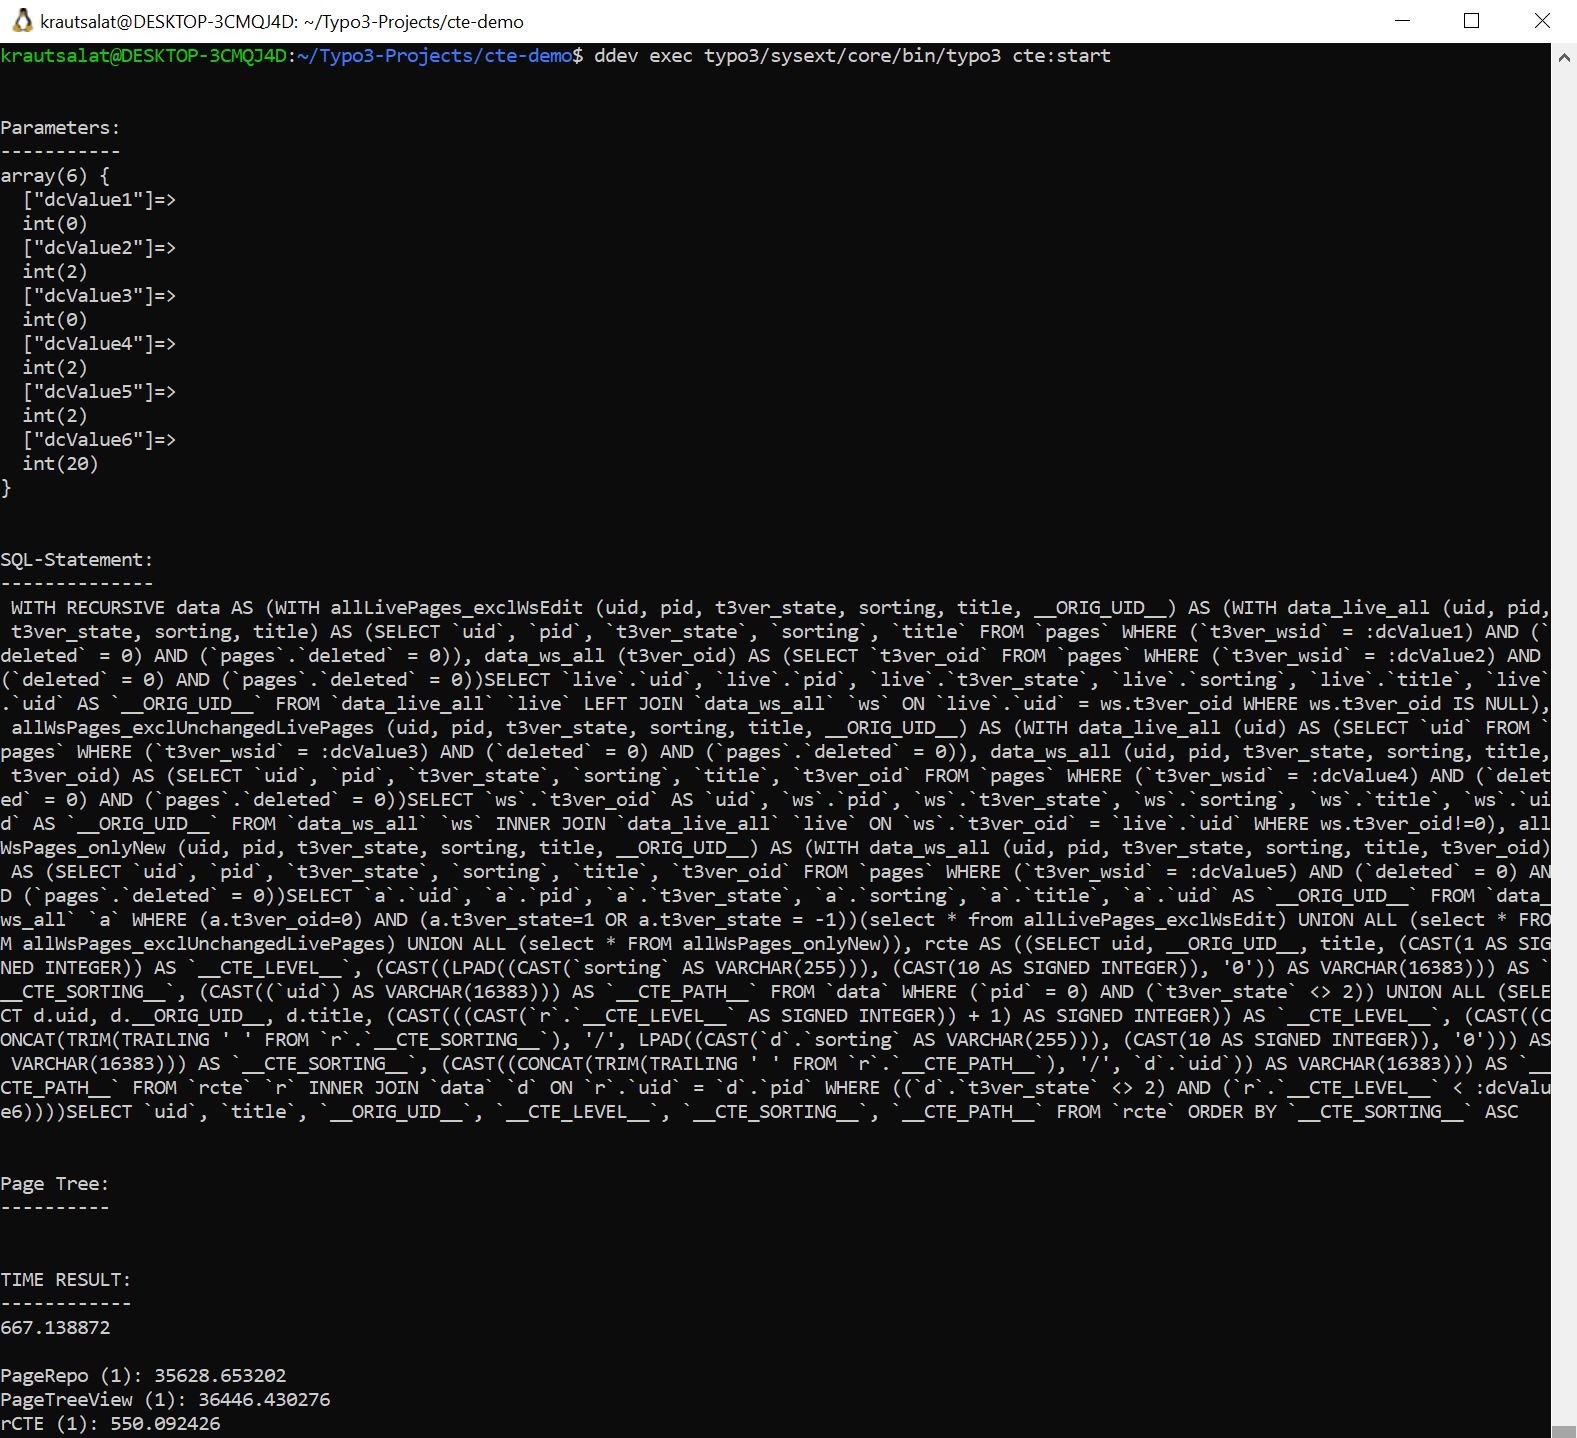 krautsalat@DESKTOP-3CMQJ4D: ~/Typo3-Projects/cte-demo
krautsalat@DESKTOP-3CMQJ4D:~/Typo3-Projects/cte-demo$ ddev exec typo3/sysext/core/bin/typo3 cte:start
Parameters:
-----------
array(6) {
  ["dcValue1"]=>
  int(0)
  ["dcValue2"]=>
  int(2)
  ["dcValue3"]=>
  int(0)
  ["dcValue4"]=>
  int(2)
  ["dcValue5"]=>
  int(2)
  ["dcValue6"]=>
  int(20)
}
SQL-Statement:
--------------
 WITH RECURSIVE data AS (WITH allLivePages_exclWsEdit (uid, pid, t3ver_state, sorting, title, __ORIG_UID__) AS (WITH data_live_all (uid, pid,
 t3ver_state, sorting, title) AS (SELECT `uid`, `pid`, `t3ver_state`, `sorting`, `title` FROM `pages` WHERE (`t3ver_wsid` = :dcValue1) AND (`
deleted` = 0) AND (`pages`.`deleted` = 0)), data_ws_all (t3ver_oid) AS (SELECT `t3ver_oid` FROM `pages` WHERE (`t3ver_wsid` = :dcValue2) AND
(`deleted` = 0) AND (`pages`.`deleted` = 0))SELECT `live`.`uid`, `live`.`pid`, `live`.`t3ver_state`, `live`.`sorting`, `live`.`title`, `live`
.`uid` AS `__ORIG_UID__` FROM `data_live_all` `live` LEFT JOIN `data_ws_all` `ws` ON `live`.`uid` = ws.t3ver_oid WHERE ws.t3ver_oid IS NULL),
 allWsPages_exclUnchangedLivePages (uid, pid, t3ver_state, sorting, title, __ORIG_UID__) AS (WITH data_live_all (uid) AS (SELECT `uid` FROM `
pages` WHERE (`t3ver_wsid` = :dcValue3) AND (`deleted` = 0) AND (`pages`.`deleted` = 0)), data_ws_all (uid, pid, t3ver_state, sorting, title,
 t3ver_oid) AS (SELECT `uid`, `pid`, `t3ver_state`, `sorting`, `title`, `t3ver_oid` FROM `pages` WHERE (`t3ver_wsid` = :dcValue4) AND (`delet
ed` = 0) AND (`pages`.`deleted` = 0))SELECT `ws`.`t3ver_oid` AS `uid`, `ws`.`pid`, `ws`.`t3ver_state`, `ws`.`sorting`, `ws`.`title`, `ws`.`ui
d` AS `__ORIG_UID__` FROM `data_ws_all` `ws` INNER JOIN `data_live_all` `live` ON `ws`.`t3ver_oid` = `live`.`uid` WHERE ws.t3ver_oid!=0), all
WsPages_onlyNew (uid, pid, t3ver_state, sorting, title, __ORIG_UID__) AS (WITH data_ws_all (uid, pid, t3ver_state, sorting, title, t3ver_oid)
 AS (SELECT `uid`, `pid`, `t3ver_state`, `sorting`, `title`, `t3ver_oid` FROM `pages` WHERE (`t3ver_wsid` = :dcValue5) AND (`deleted` = 0) AN
D (`pages`.`deleted` = 0))SELECT `a`.`uid`, `a`.`pid`, `a`.`t3ver_state`, `a`.`sorting`, `a`.`title`, `a`.`uid` AS `__ORIG_UID__` FROM `data_
ws_all` `a` WHERE (a.t3ver_oid=0) AND (a.t3ver_state=1 OR a.t3ver_state = -1))(select * from allLivePages_exclWsEdit) UNION ALL (select * FRO
M allWsPages_exclUnchangedLivePages) UNION ALL (select * FROM allWsPages_onlyNew)), rcte AS ((SELECT uid, __ORIG_UID__, title, (CAST(1 AS SIG
NED INTEGER)) AS `__CTE_LEVEL__`, (CAST((LPAD((CAST(`sorting` AS VARCHAR(255))), (CAST(10 AS SIGNED INTEGER)), '0')) AS VARCHAR(16383))) AS `
__CTE_SORTING__`, (CAST((`uid`) AS VARCHAR(16383))) AS `__CTE_PATH__` FROM `data` WHERE (`pid` = 0) AND (`t3ver_state` <> 2)) UNION ALL (SELE
CT d.uid, d.__ORIG_UID__, d.title, (CAST(((CAST(`r`.`__CTE_LEVEL__` AS SIGNED INTEGER)) + 1) AS SIGNED INTEGER)) AS `__CTE_LEVEL__`, (CAST((C
ONCAT(TRIM(TRAILING ' ' FROM `r`.`__CTE_SORTING__`), '/', LPAD((CAST(`d`.`sorting` AS VARCHAR(255))), (CAST(10 AS SIGNED INTEGER)), '0'))) AS
 VARCHAR(16383))) AS `__CTE_SORTING__`, (CAST((CONCAT(TRIM(TRAILING ' ' FROM `r`.`__CTE_PATH__`), '/', `d`.`uid`)) AS VARCHAR(16383))) AS `__
CTE_PATH__` FROM `rcte` `r` INNER JOIN `data` `d` ON `r`.`uid` = `d`.`pid` WHERE ((`d`.`t3ver_state` <> 2) AND (`r`.`__CTE_LEVEL__` < :dcValu
e6))))SELECT `uid`, `title`, `__ORIG_UID__`, `__CTE_LEVEL__`, `__CTE_SORTING__`, `__CTE_PATH__` FROM `rcte` ORDER BY `__CTE_SORTING__` ASC
Page Tree:
----------
TIME RESULT:
------------
667.138872
PageRepo (1): 35628.653202
PageTreeView (1): 36446.430276
rCTE (1): 550.092426